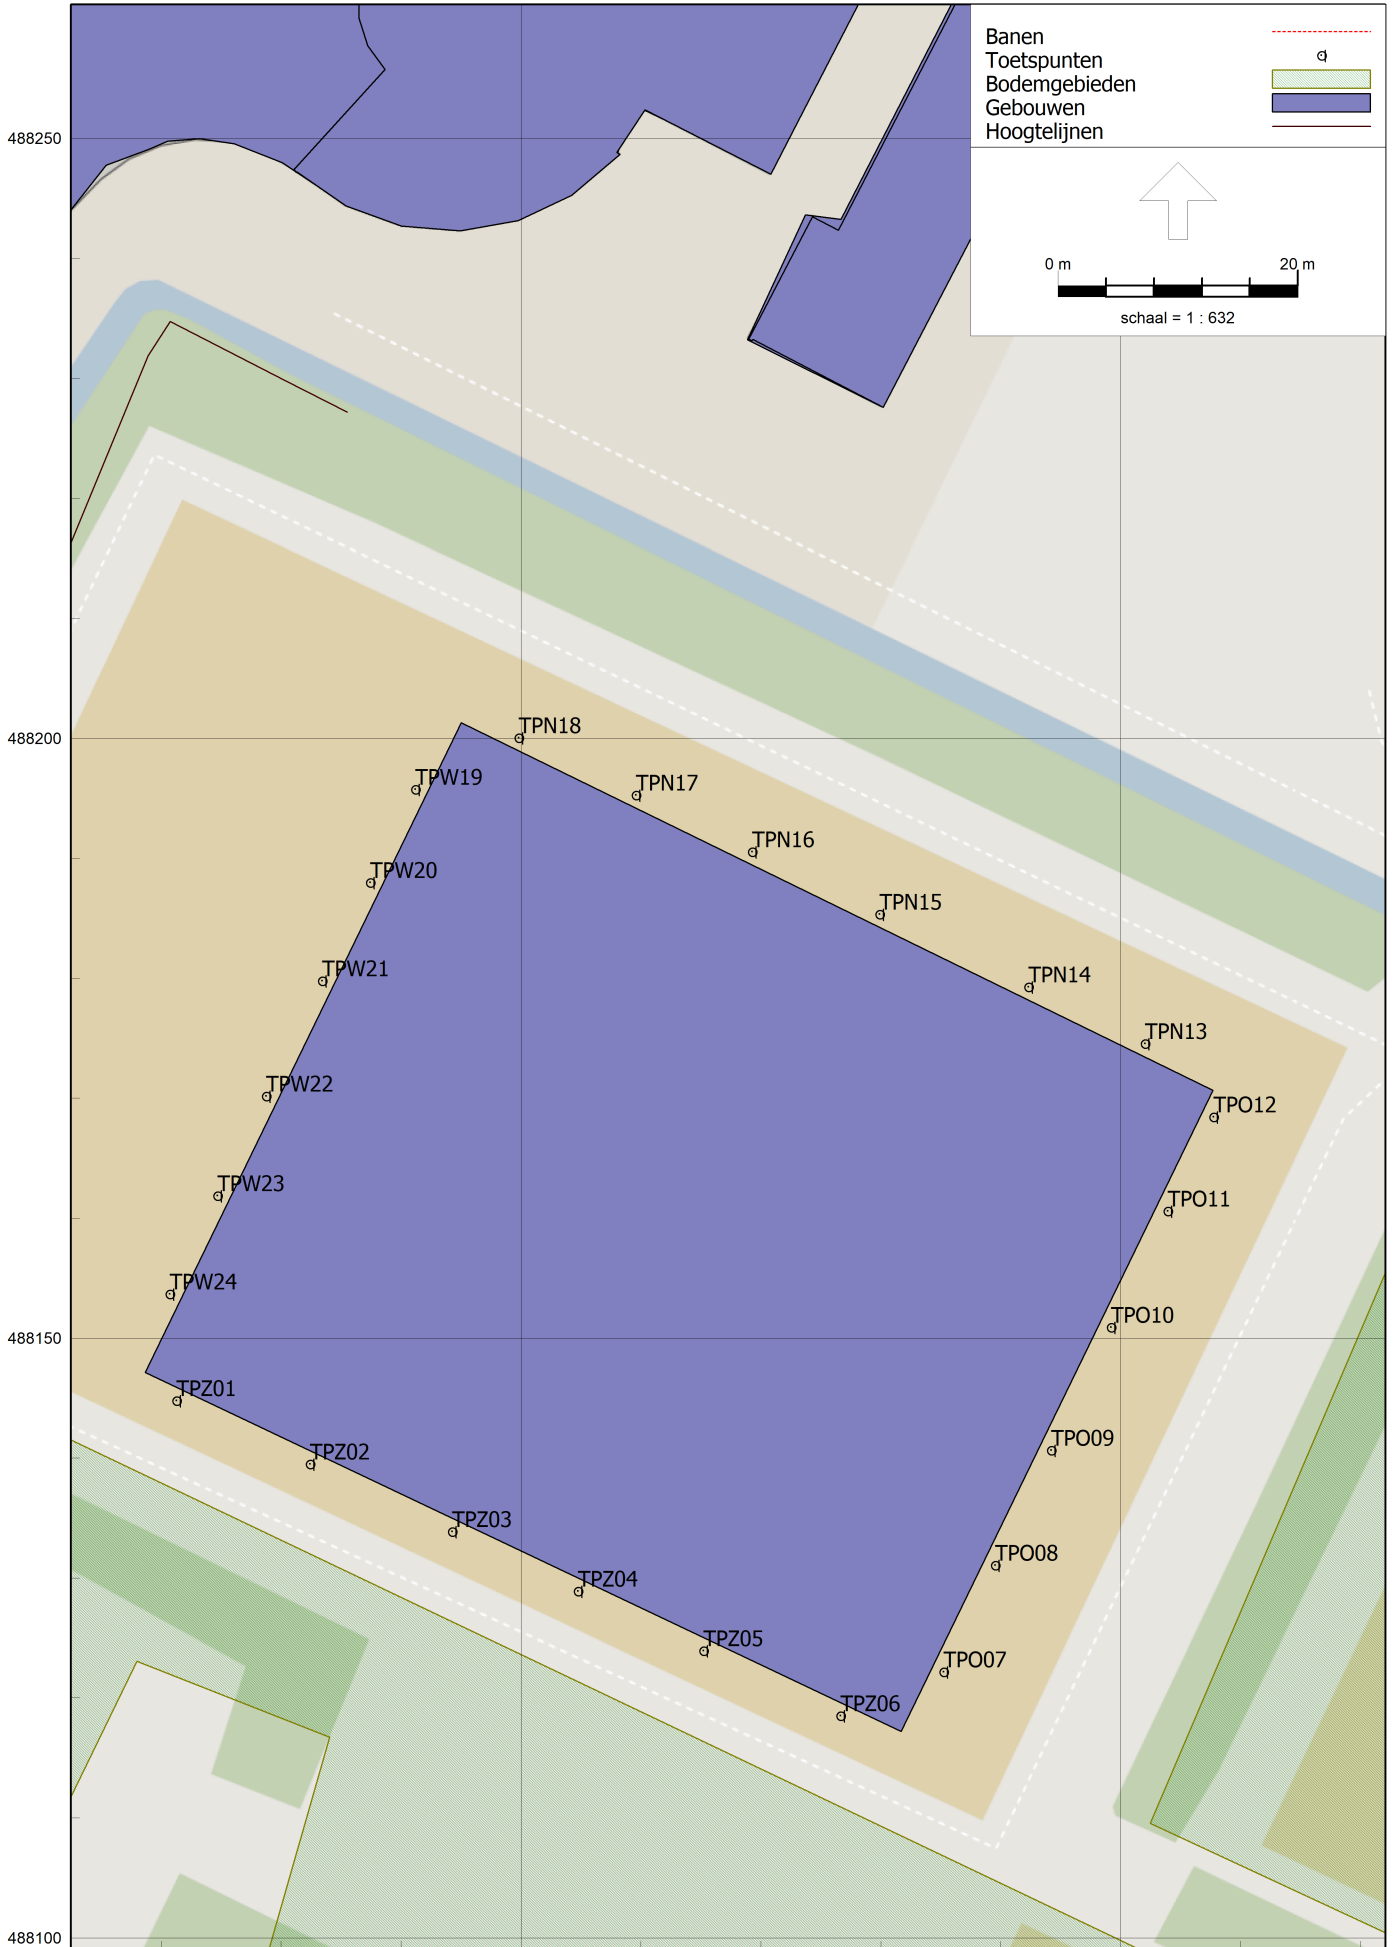 Banen
Toetspunten
Bodemgebieden
Gebouwen
Hoogtelijnen
488250
0 m 20 m
schaal = 1 : 632
TPN18
488200
TPW19
TPN17
TPN16
TPW20
TPN15
TPW21
TPN14
TPN13
TPW22
TPO12
TPW23
TPO11
TPW24
TPO10
488150
TPZ01
TPO09
TPZ02
TPZ03
TPO08
TPZ04
TPZ05
TPO07
TPZ06
488100